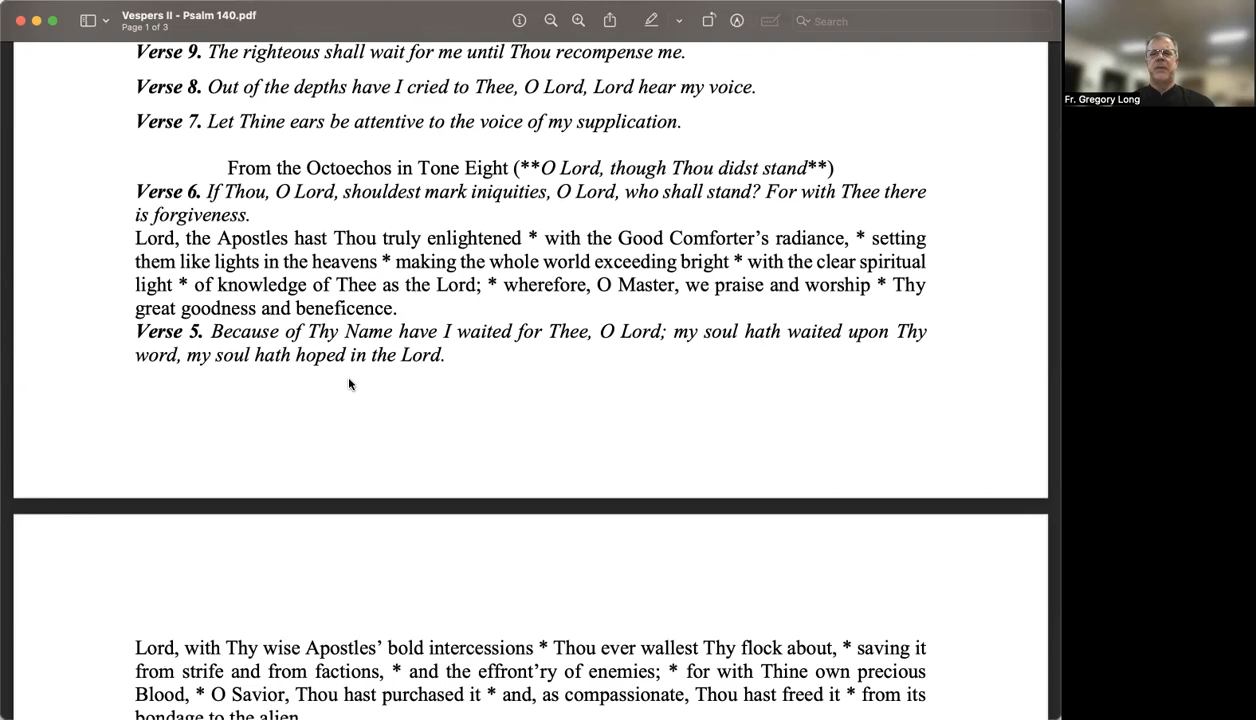 Vespers II - Psalm 140.pdf
Page 1 of 3
Search
Fr. Gregory Long
Verse 9. The righteous shall wait for me until Thou recompense me.
Verse 8. Out of the depths have I cried to Thee, O Lord, Lord hear my voice.
Verse 7. Let Thine ears be attentive to the voice of my supplication.
From the Octoechos in Tone Eight (**O Lord, though Thou didst stand**)
Verse 6. If Thou, O Lord, shouldest mark iniquities, O Lord, who shall stand? For with Thee there
is forgiveness.
Lord, the Apostles hast Thou truly enlightened * with the Good Comforter’s radiance, * setting
them like lights in the heavens * making the whole world exceeding bright * with the clear spiritual
light * of knowledge of Thee as the Lord; * wherefore, O Master, we praise and worship * Thy
great goodness and beneficence.
Verse 5. Because of Thy Name have I waited for Thee, O Lord; my soul hath waited upon Thy
word, my soul hath hoped in the Lord.
Lord, with Thy wise Apostles’ bold intercessions * Thou ever wallest Thy flock about, * saving it
from strife and from factions, * and the effront’ry of enemies; * for with Thine own precious
Blood, * O Savior, Thou hast purchased it * and, as compassionate, Thou hast freed it * from its
bondage to the alien.